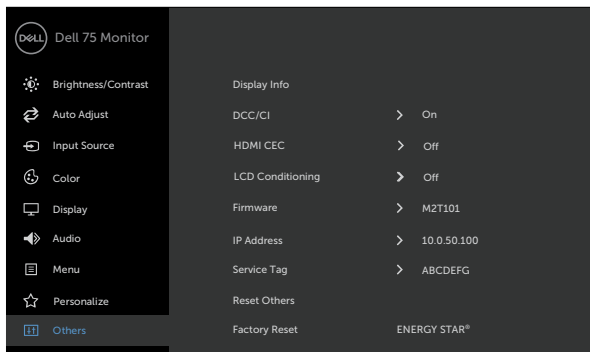 DELL Dell 75 Monitor
Brightness/Contrast
Auto Adjust
Input Source
Color
Display
Audio
Menu
Personalize
Others
Display Info
DCC/CI > On
HDMI CEC > Off
LCD Conditioning > Off
Firmware > M2T101
IP Address > 10.0.50.100
Service Tag > ABCDEFG
Reset Others
Factory Reset ENERGY STAR®